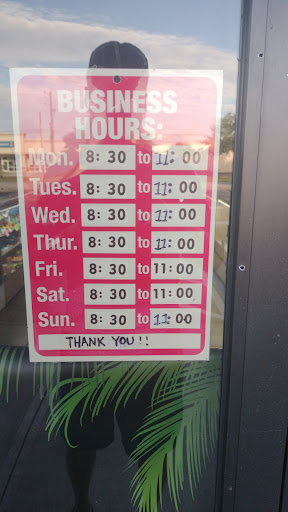 BUSINESS
HOURS:
Mon. 8:30 to 11:00
Tues. 8:30 to 11:00
Wed. 8:30 to 11:00
Thur. 8:30 to 11:00
Fri. 8:30 to 11:00
Sat. 8:30 to 11:00
Sun. 8:30 to 11:00
THANK YOU!!